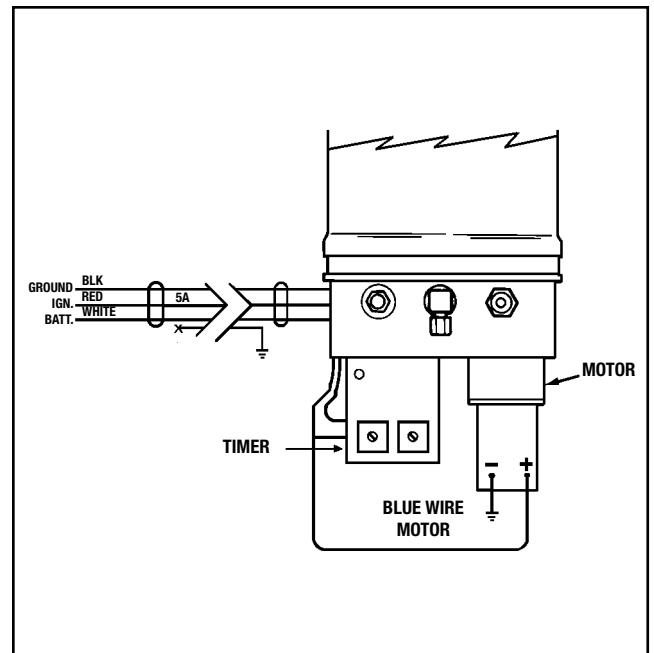 GROUND BLK
IGN. RED 5A
BATT. WHITE
X
MOTOR
TIMER
- +
BLUE WIRE
MOTOR